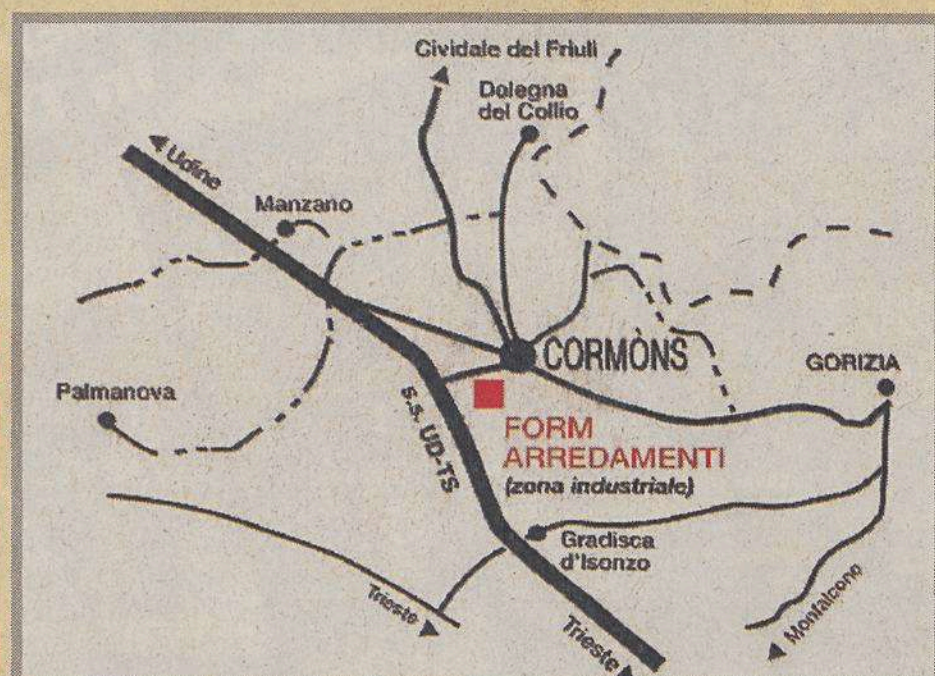 Cividale del Friuli
Dolegna
del Collio
Udine
Manzano
CORMÒNS
GORIZIA
Palmanova
S.S. UD-TS
FORM
ARREDAMENTI
(zona industriale)
Gradisca
d'Isonzo
Trieste
Trieste
Monfalcone